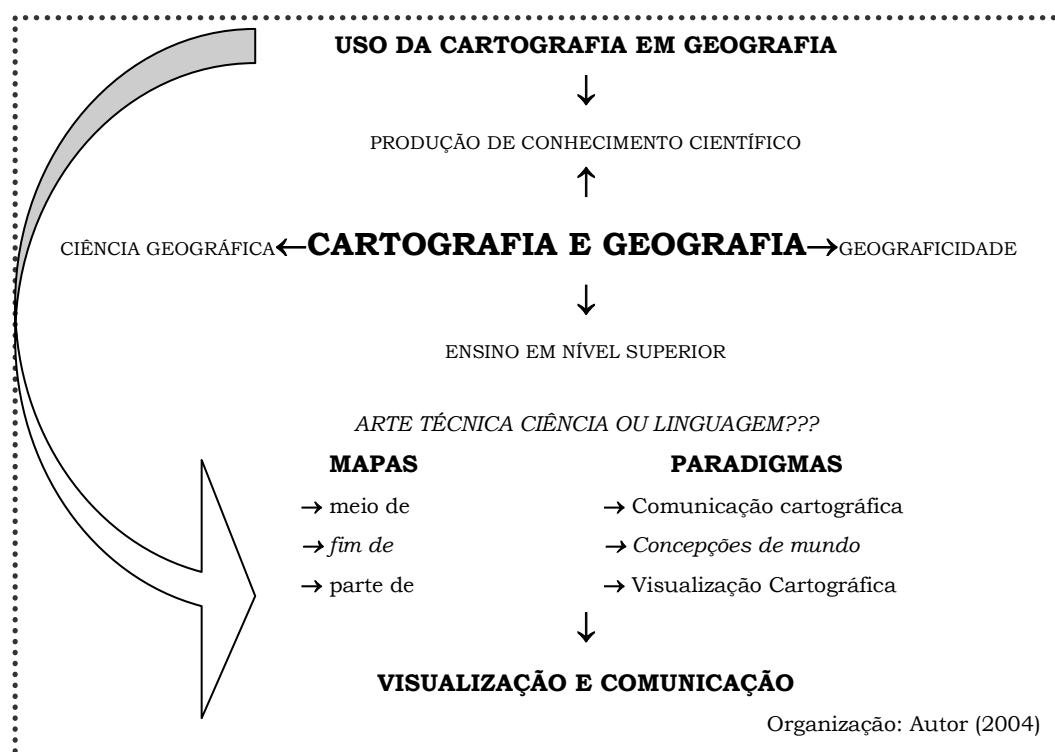 USO DA CARTOGRAFIA EM GEOGRAFIA
↓
PRODUÇÃO DE CONHECIMENTO CIENTÍFICO
↑
CIÊNCIA GEOGRÁFICA←CARTOGRAFIA E GEOGRAFIA→GEOGRAFICIDADE
↓
ENSINO EM NÍVEL SUPERIOR
ARTE TÉCNICA CIÊNCIA OU LINGUAGEM???
MAPAS PARADIGMAS
→ meio de → Comunicação cartográfica
→ fim de → Concepções de mundo
→ parte de → Visualização Cartográfica
↓
VISUALIZAÇÃO E COMUNICAÇÃO
Organização: Autor (2004)